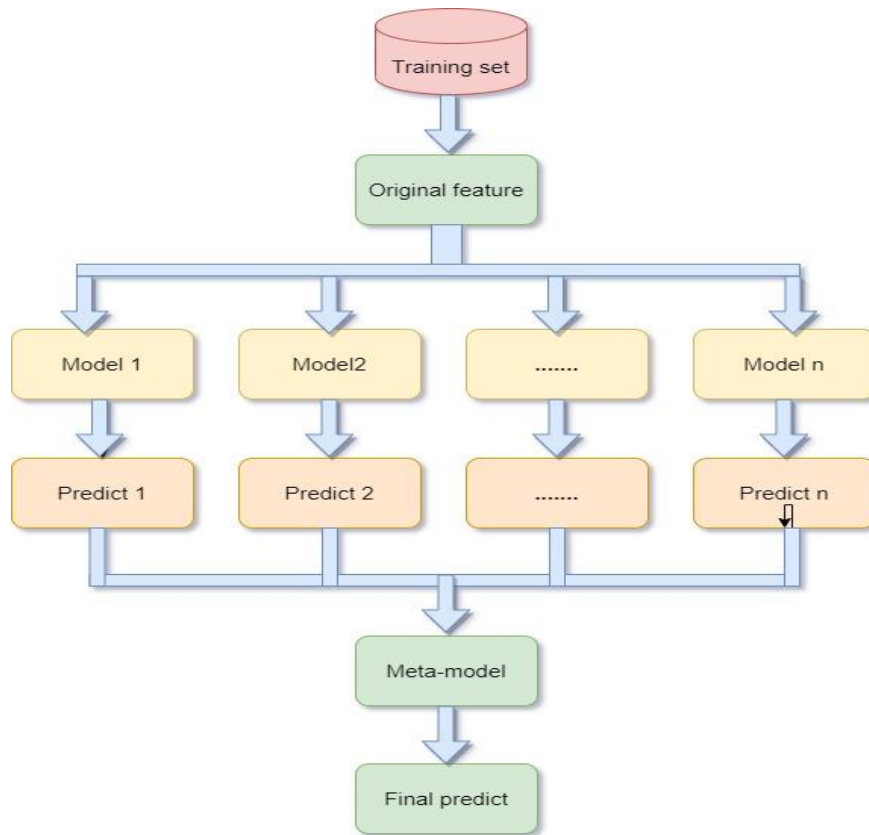 Training set
Original feature
Model 1
Model2
.......
Model n
Predict 1
Predict 2
.......
Predict n
Meta-model
Final predict